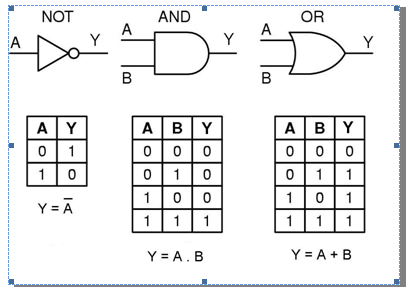 NOT AND OR
A Y A Y A Y
B B
A Y A B Y A B Y
0 1 0 0 0 0 0 0
1 0 0 1 0 0 1 1
1 0 0 1 0 1
1 1 1 1 1 1
Y = A̅
Y = A . B
Y = A + B